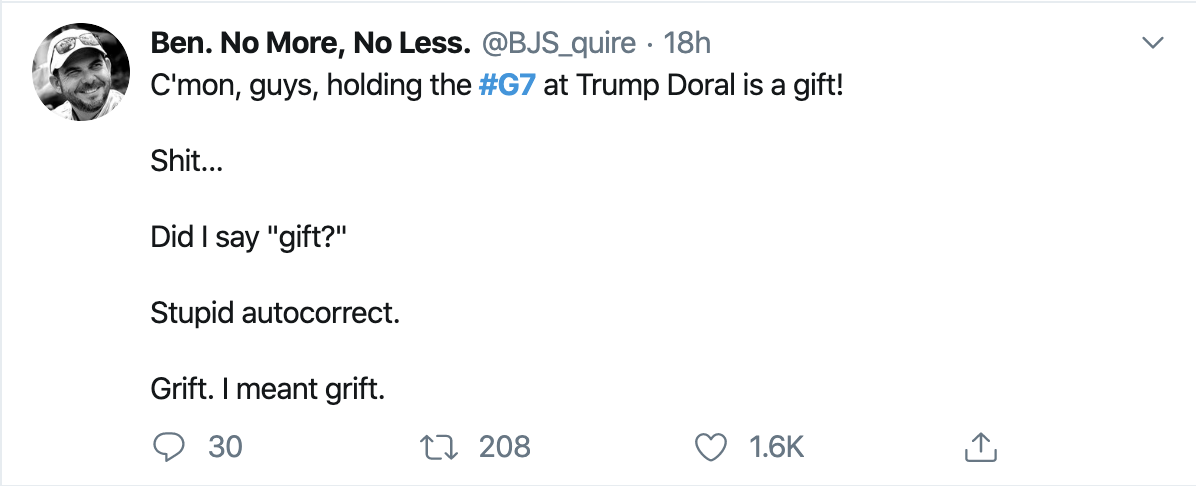 Ben. No More, No Less. @BJS_quire · 18h
C'mon, guys, holding the #G7 at Trump Doral is a gift!
Shit...
Did I say "gift?"
Stupid autocorrect.
Grift. I meant grift.
30 208 1.6K